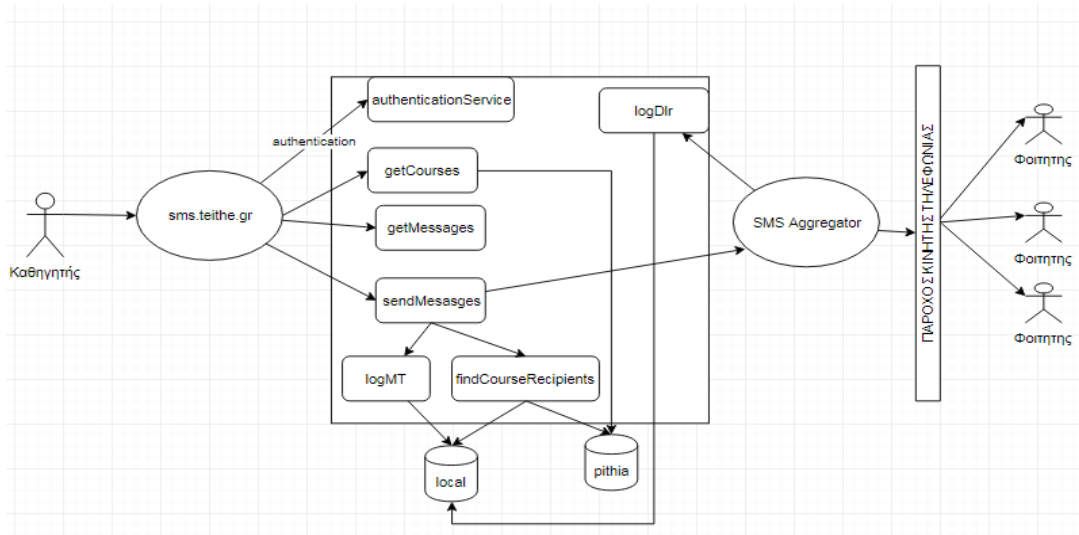 authenticationService
logDlr
authentication
getCourses
sms.teithe.gr
getMessages
SMS Aggregator
sendMesasges
Καθηγητής
logMT
findCourseRecipients
local
pithia
ΠΑΡΟΧΟΣ ΚΙΝΗΤΗΣ ΤΗΛΕΦΩΝΙΑΣ
Φοιτητης
Φοιτητης
Φοιτητης